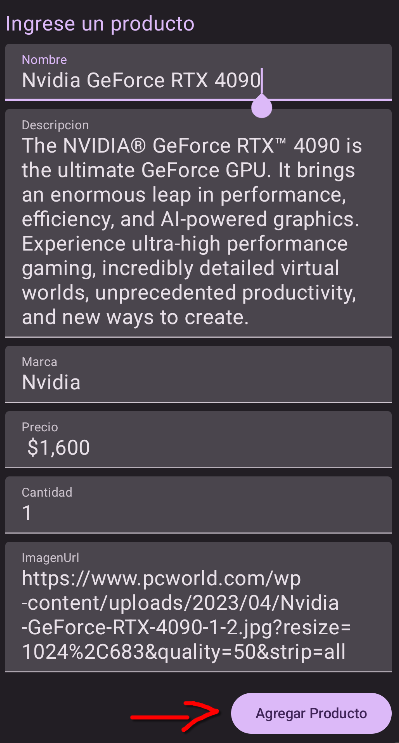 Ingrese un producto
Nombre
Nvidia GeForce RTX 4090
Descripcion
The NVIDIA® GeForce RTX™ 4090 is
the ultimate GeForce GPU. It brings
an enormous leap in performance,
efficiency, and AI-powered graphics.
Experience ultra-high performance
gaming, incredibly detailed virtual
worlds, unprecedented productivity,
and new ways to create.
Marca
Nvidia
Precio
$1,600
Cantidad
1
ImagenUrl
https://www.pcworld.com/wp
-content/uploads/2023/04/Nvidia
-GeForce-RTX-4090-1-2.jpg?resize=
1024%2C683&quality=50&strip=all
Agregar Producto